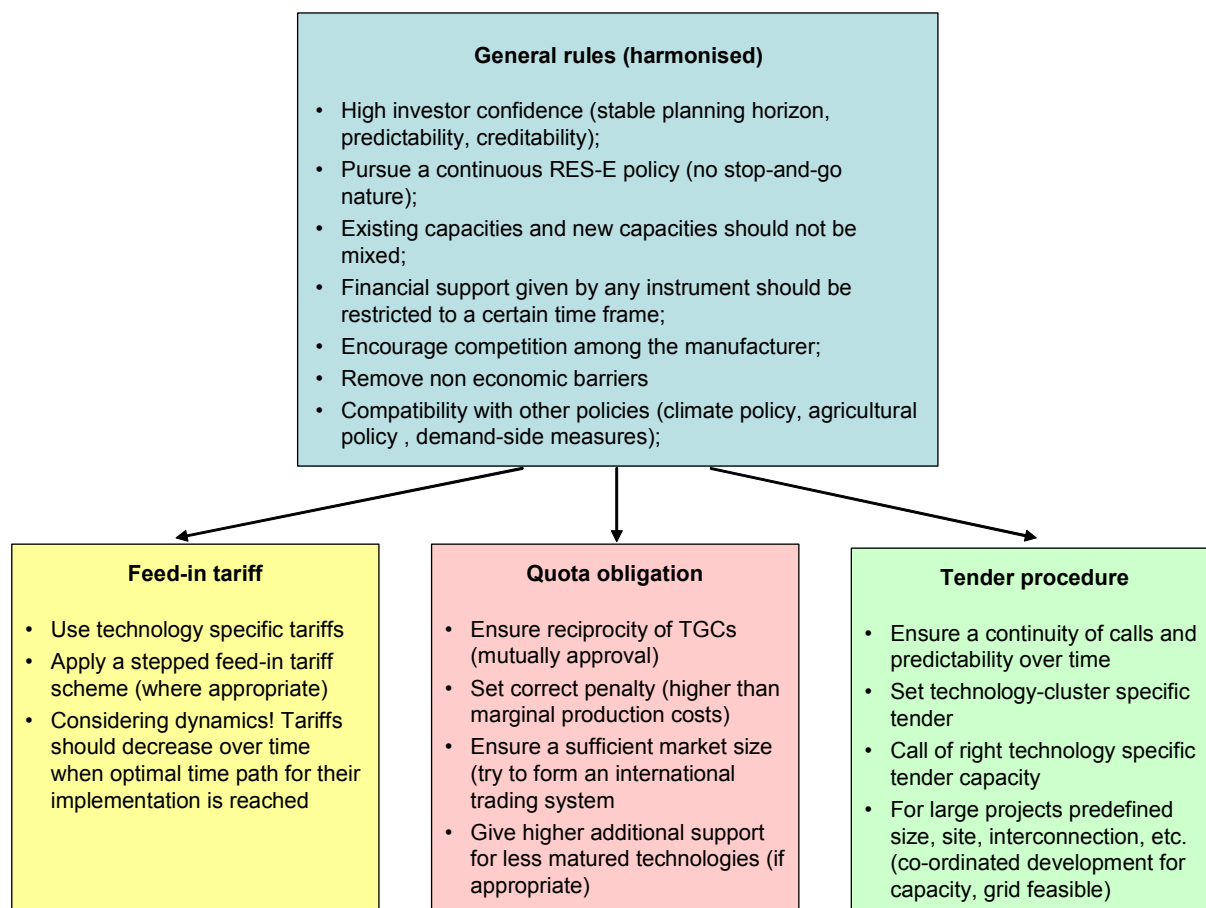 General rules (harmonised)
• High investor confidence (stable planning horizon,
predictability, creditability);
• Pursue a continuous RES-E policy (no stop-and-go
nature);
• Existing capacities and new capacities should not be
mixed;
• Financial support given by any instrument should be
restricted to a certain time frame;
• Encourage competition among the manufacturer;
• Remove non economic barriers
• Compatibility with other policies (climate policy, agricultural
policy , demand-side measures);
Feed-in tariff
• Use technology specific tariffs
• Apply a stepped feed-in tariff
scheme (where appropriate)
• Considering dynamics! Tariffs
should decrease over time
when optimal time path for their
implementation is reached
Quota obligation
• Ensure reciprocity of TGCs
(mutually approval)
• Set correct penalty (higher than
marginal production costs)
• Ensure a sufficient market size
(try to form an international
trading system
• Give higher additional support
for less matured technologies (if
appropriate)
Tender procedure
• Ensure a continuity of calls and
predictability over time
• Set technology-cluster specific
tender
• Call of right technology specific
tender capacity
• For large projects predefined
size, site, interconnection, etc.
(co-ordinated development for
capacity, grid feasible)